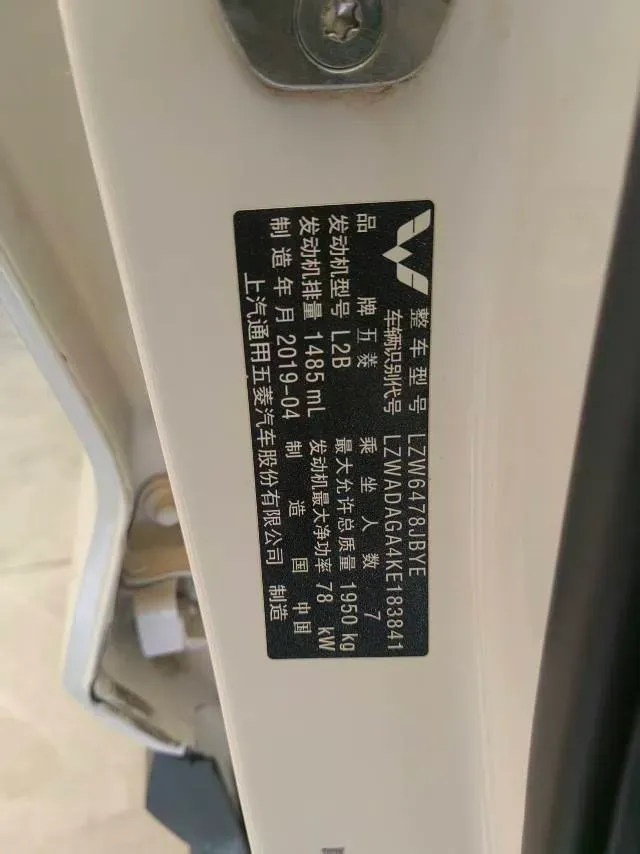 整车型号 LZW6478JBYE
车辆识别代号 LZWADAGA4KE183841
品牌 五菱 乘坐人数 7
发动机型号 L2B 最大允许总质量 1950 kg
发动机排量 1485 mL 发动机最大净功率 78 kW
制造年月 2019-04 制造国 中国
上汽通用五菱汽车股份有限公司 制造